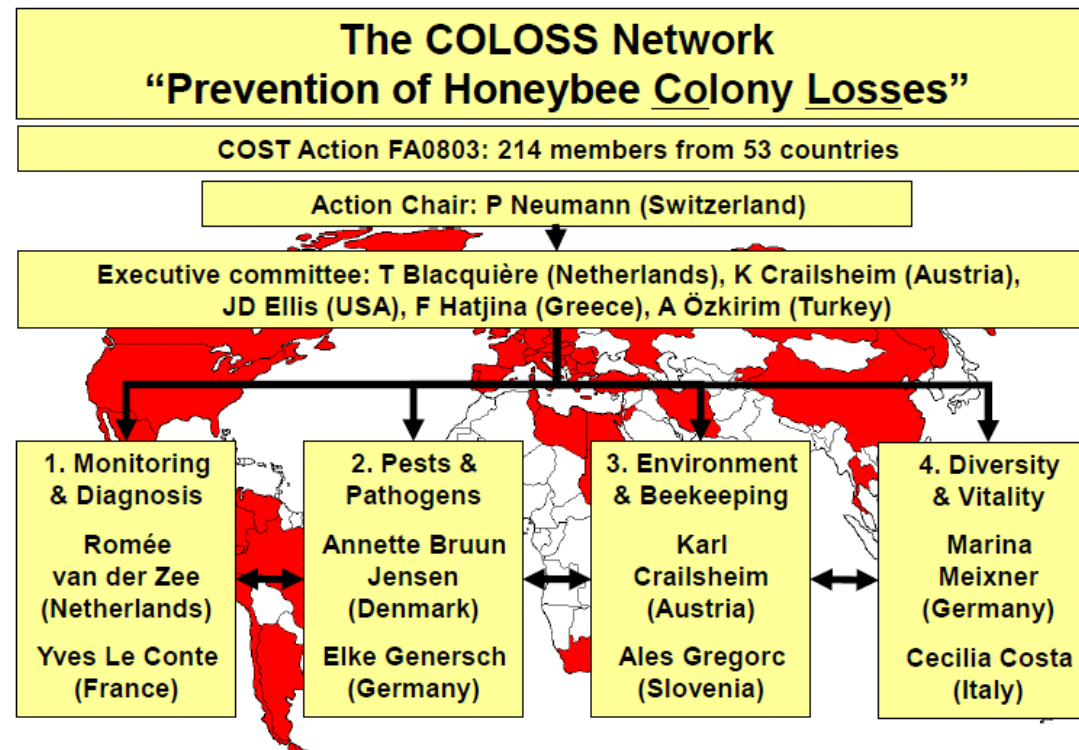 The COLOSS Network
“Prevention of Honeybee Colony Losses”
COST Action FA0803: 214 members from 53 countries
Action Chair: P Neumann (Switzerland)
Executive committee: T Blacquière (Netherlands), K Crailsheim (Austria),
JD Ellis (USA), F Hatjina (Greece), A Özkirim (Turkey)
1. Monitoring
& Diagnosis
Romée
van der Zee
(Netherlands)
Yves Le Conte
(France)
2. Pests &
Pathogens
Annette Bruun
Jensen
(Denmark)
Elke Genersch
(Germany)
3. Environment
& Beekeeping
Karl
Crailsheim
(Austria)
Ales Gregorc
(Slovenia)
4. Diversity
& Vitality
Marina
Meixner
(Germany)
Cecilia Costa
(Italy)